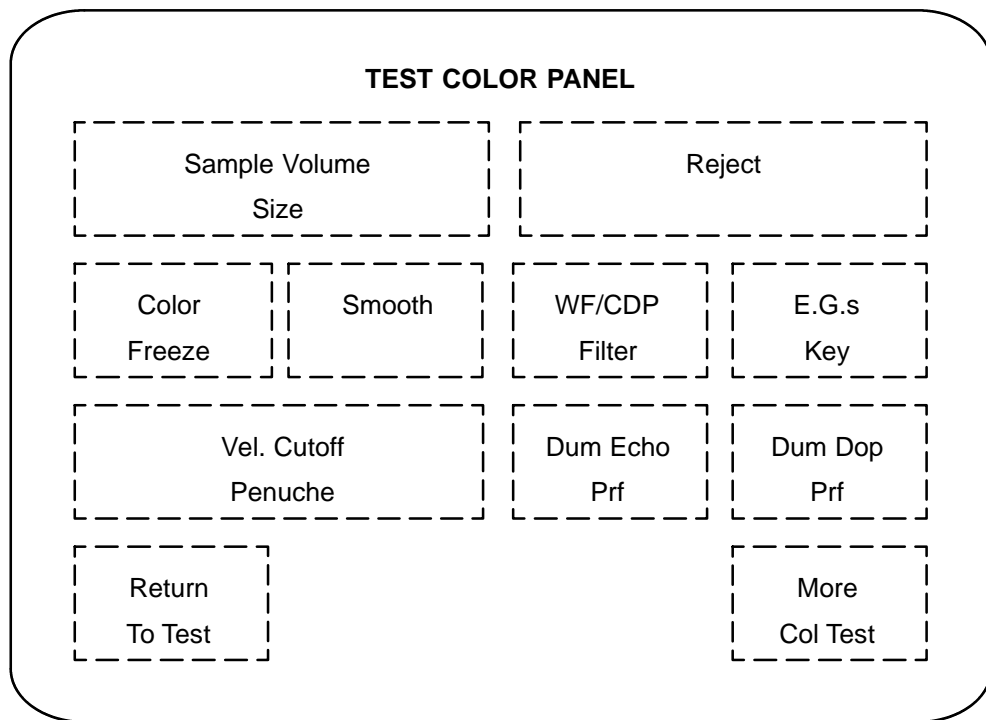 TEST COLOR PANEL
Sample Volume
Size
Reject
Color
Freeze
Smooth
WF/CDP
Filter
E.G.s
Key
Vel. Cutoff
Penuche
Dum Echo
Prf
Dum Dop
Prf
Return
To Test
More
Col Test